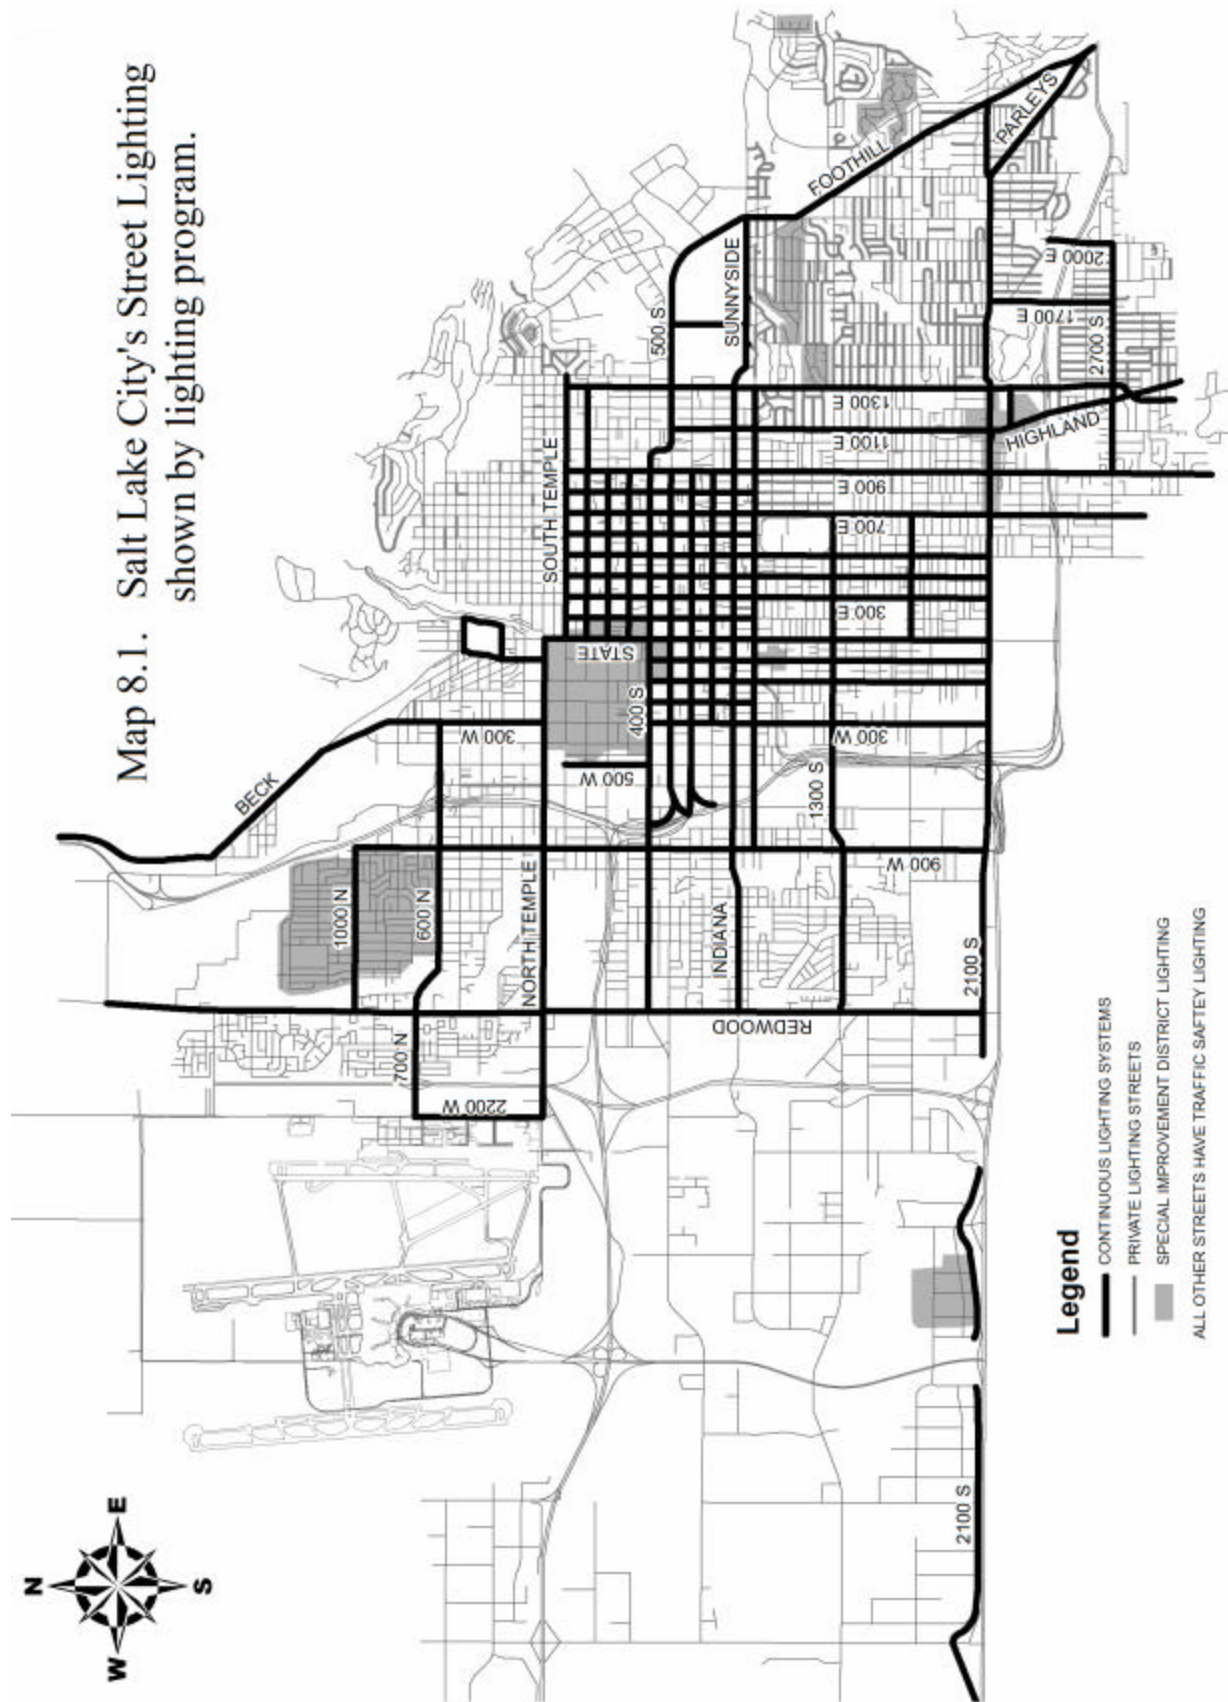 Map 8.1. Salt Lake City's Street Lighting
shown by lighting program.
N
W
E
S
BECK
1000 N
600 N
700 N
2200 W
300 W
NORTH TEMPLE
SOUTH TEMPLE
STATE
400 S
500 W
500 S
SUNNYSIDE
FOOTHILL
PARLEYS
INDIANA
REDWOOD
1300 S
300 W
900 W
300 E
700 E
900 E
1100 E
1300 E
1700 E
2000 E
2700 S
HIGHLAND
2100 S
2100 S
Legend
CONTINUOUS LIGHTING SYSTEMS
PRIVATE LIGHTING STREETS
SPECIAL IMPROVEMENT DISTRICT LIGHTING
ALL OTHER STREETS HAVE TRAFFIC SAFTEY LIGHTING